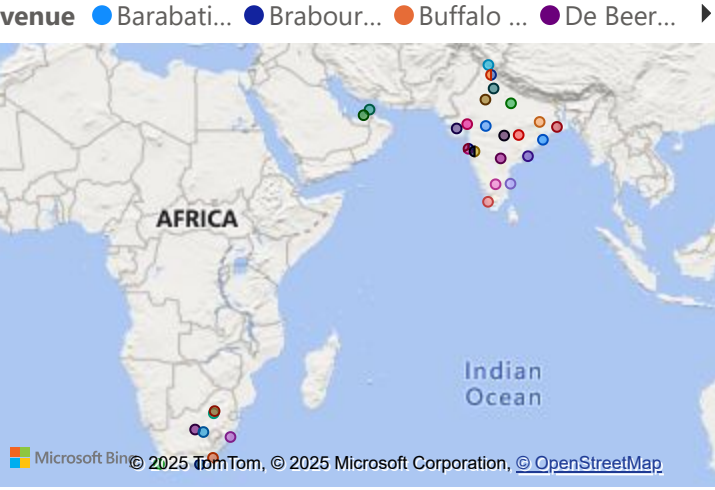 venue Barabati... Brabour... Buffalo ... De Beer...
AFRICA
Indian
Ocean
Microsoft Bing
© 2025 TomTom, © 2025 Microsoft Corporation, © OpenStreetMap